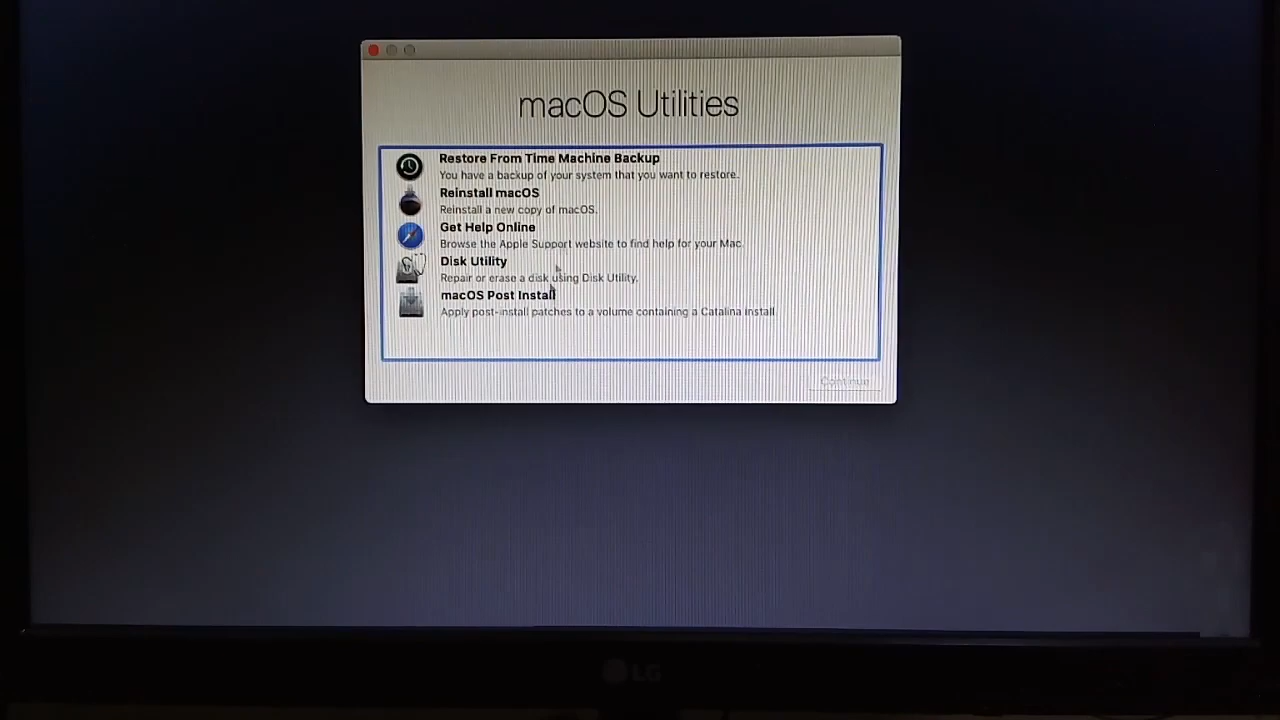 macOS Utilities
Restore From Time Machine Backup
You have a backup of your system that you want to restore.
Reinstall macOS
Reinstall a new copy of macOS.
Get Help Online
Browse the Apple Support website to find help for your Mac.
Disk Utility
Repair or erase a disk using Disk Utility.
macOS Post Install
Apply post-install patches to a volume containing a Catalina install.
Continue
LG